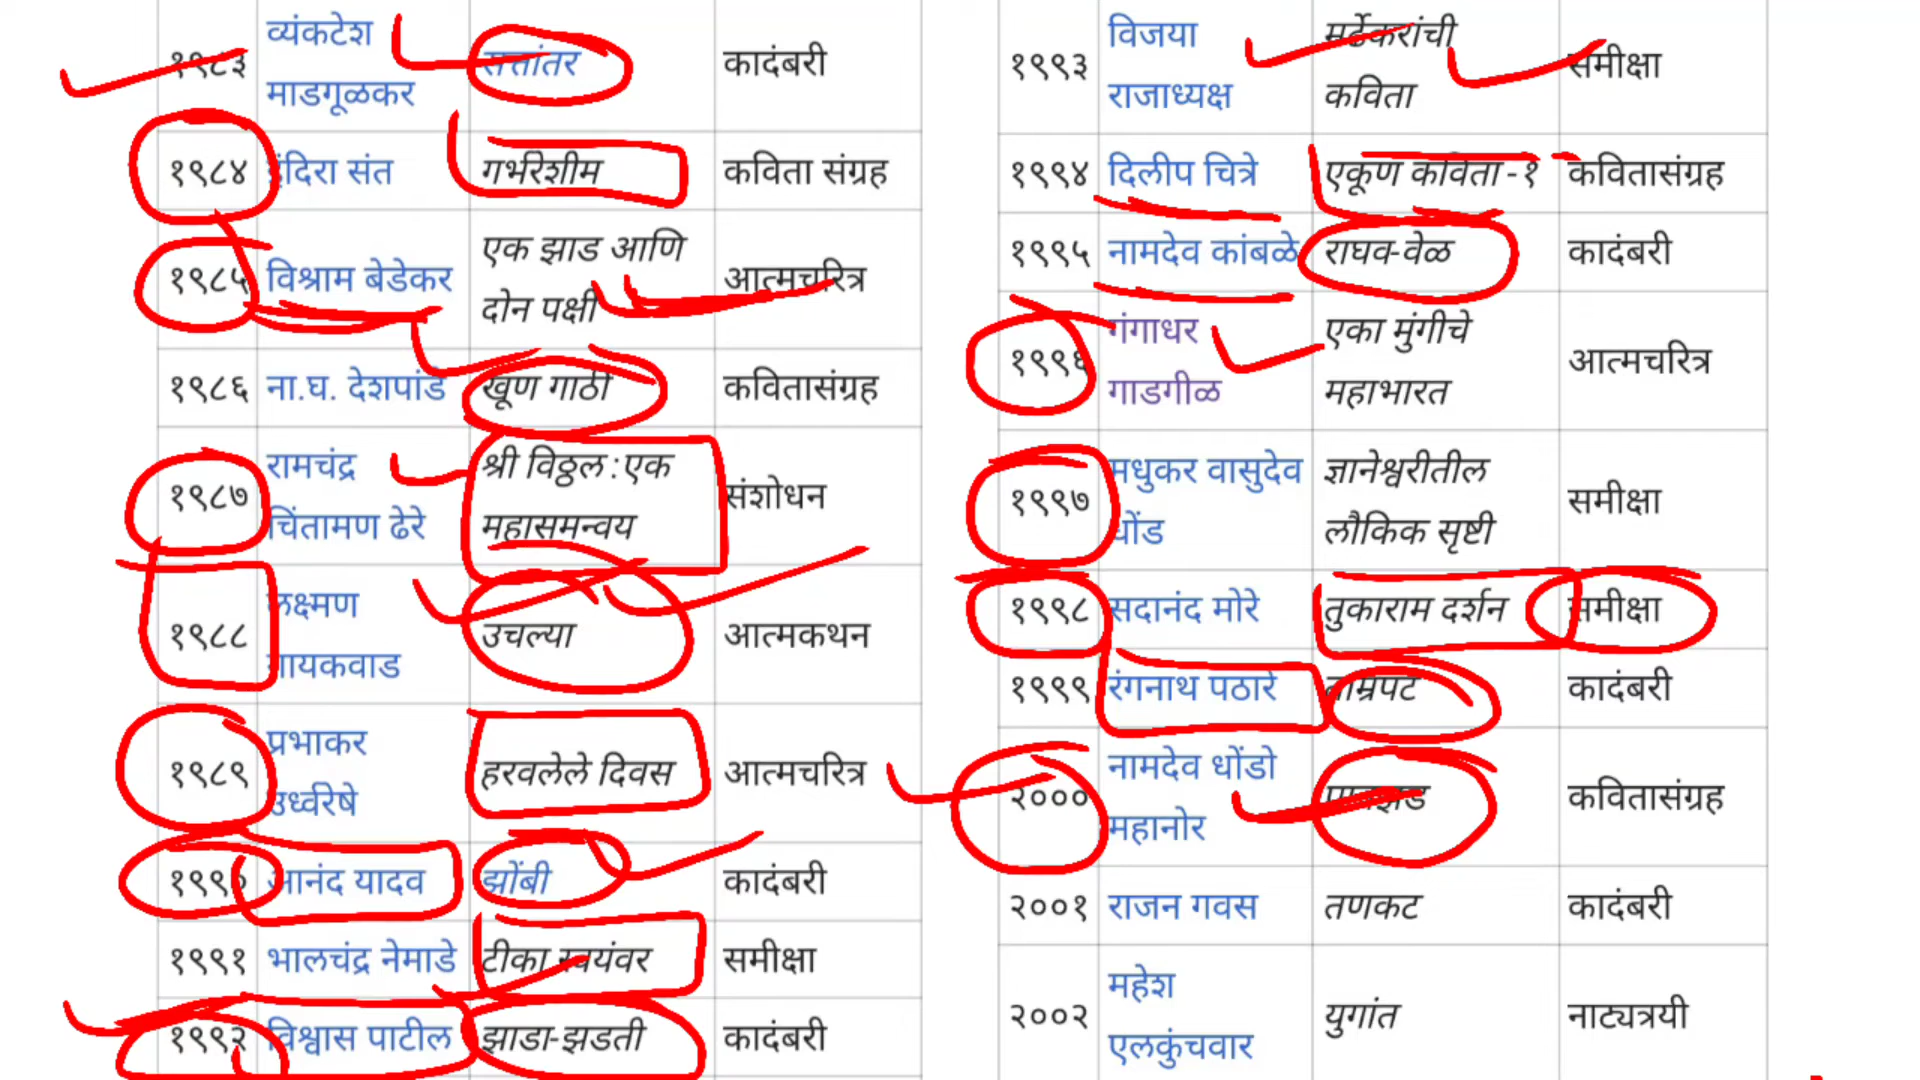 १९८३ व्यंकटेश माडगूळकर सत्तांतर कादंबरी
१९८४ इंदिरा संत गर्भरेशीम कविता संग्रह
१९८५ विश्राम बेडेकर एक झाड आणि दोन पक्षी आत्मचरित्र
१९८६ ना.घ. देशपांडे खूण गाठी कवितासंग्रह
१९८७ रामचंद्र चिंतामण ढेरे श्री विठ्ठल : एक महासमन्वय संशोधन
१९८८ लक्ष्मण गायकवाड उचल्या आत्मकथन
१९८९ प्रभाकर उर्ध्वरेषे हरवलेले दिवस आत्मचरित्र
१९९० आनंद यादव झोंबी कादंबरी
१९९१ भालचंद्र नेमाडे टीका स्वयंवर समीक्षा
१९९२ विश्वास पाटील झाडा-झडती कादंबरी
१९९३ विजया राजाध्यक्ष मर्ढेकरांची कविता समीक्षा
१९९४ दिलीप चित्रे एकूण कविता -१ कवितासंग्रह
१९९५ नामदेव कांबळे राघव-वेळ कादंबरी
१९९६ गंगाधर गाडगीळ एका मुंगीचे महाभारत आत्मचरित्र
१९९७ मधुकर वासुदेव धोंड ज्ञानेश्वरीतील लौकिक सृष्टी समीक्षा
१९९८ सदानंद मोरे तुकाराम दर्शन समीक्षा
१९९९ रंगनाथ पठारे ताम्रपट कादंबरी
२००० नामदेव धोंडो महानोर पानझड कवितासंग्रह
२००१ राजन गवस तणकट कादंबरी
२००२ महेश एलकुंचवार युगांत नाट्यत्रयी